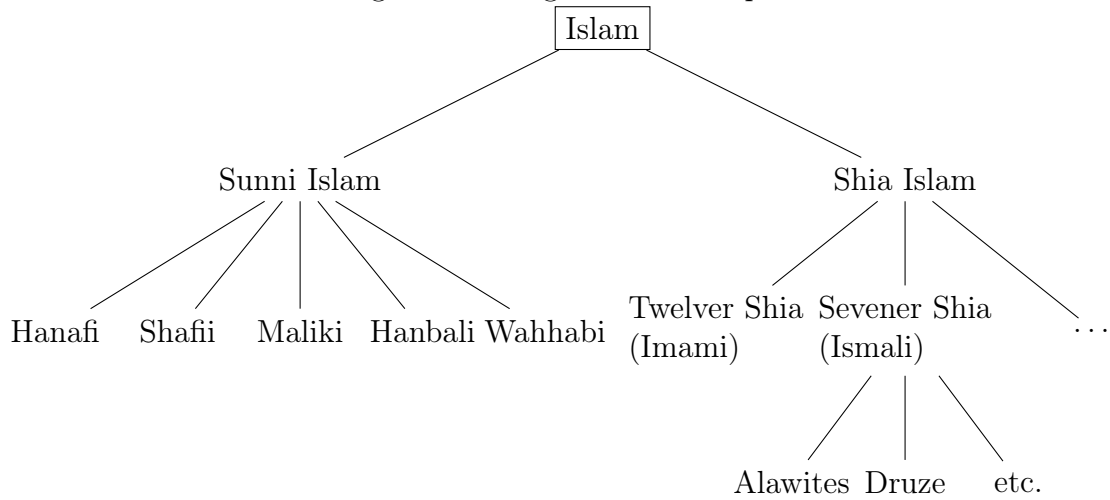 Islam
Sunni Islam Shia Islam
Hanafi Shafii Maliki Hanbali Wahhabi Twelver Shia (Imami) Sevener Shia (Ismali) ...
Alawites Druze etc.